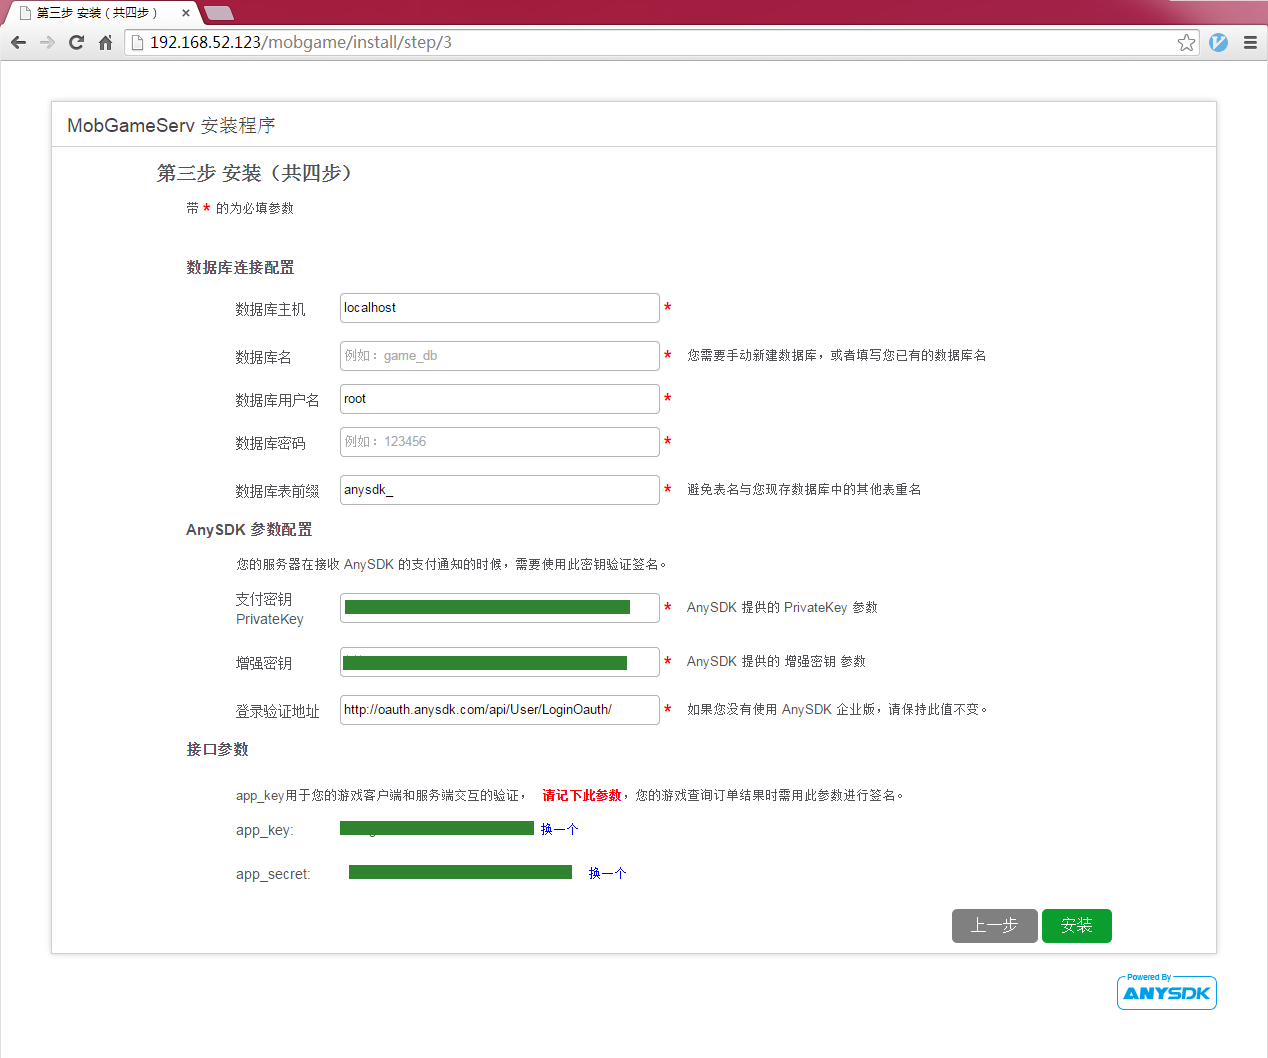 第三步 安装 ( 共四步 )
192.168.52.123/mobgame/install/step/3
MobGameServ 安装程序
第三步 安装（共四步）
带 * 的为必填参数
数据库连接配置
数据库主机 localhost *
数据库名 例如：game_db * 您需要手动新建数据库，或者填写您已有的数据库名
数据库用户名 root *
数据库密码 例如：123456 *
数据库表前缀 anysdk_ * 避免表名与您现存数据库中的其他表重名
AnySDK 参数配置
您的服务器在接收 AnySDK 的支付通知的时候，需要使用此密钥验证签名。
支付密钥
PrivateKey * AnySDK 提供的 PrivateKey 参数
增强密钥 * AnySDK 提供的 增强密钥 参数
登录验证地址 http://oauth.anysdk.com/api/User/LoginOauth/ * 如果您没有使用 AnySDK 企业版，请保持此值不变。
接口参数
app_key用于您的游戏客户端和服务端交互的验证， 请记下此参数，您的游戏查询订单结果时需用此参数进行签名。
app_key: 换一个
app_secret: 换一个
上一步 安装
Powered By
ANYSDK